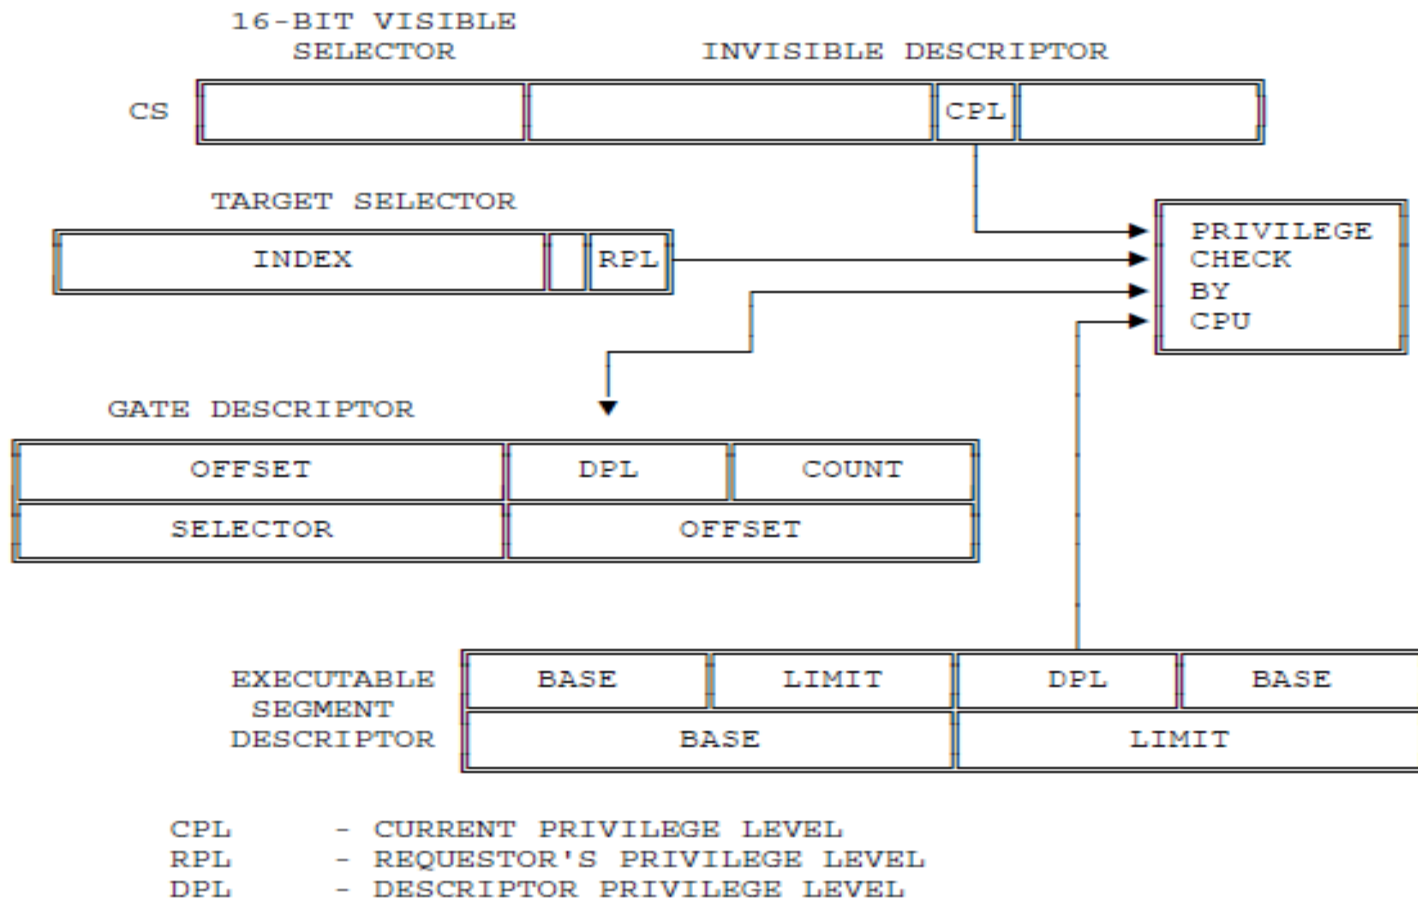 16-BIT VISIBLE
SELECTOR INVISIBLE DESCRIPTOR
CS CPL
TARGET SELECTOR
INDEX RPL
PRIVILEGE
CHECK
BY
CPU
GATE DESCRIPTOR
OFFSET DPL COUNT
SELECTOR OFFSET
EXECUTABLE BASE LIMIT DPL BASE
SEGMENT
DESCRIPTOR BASE LIMIT
CPL - CURRENT PRIVILEGE LEVEL
RPL - REQUESTOR'S PRIVILEGE LEVEL
DPL - DESCRIPTOR PRIVILEGE LEVEL